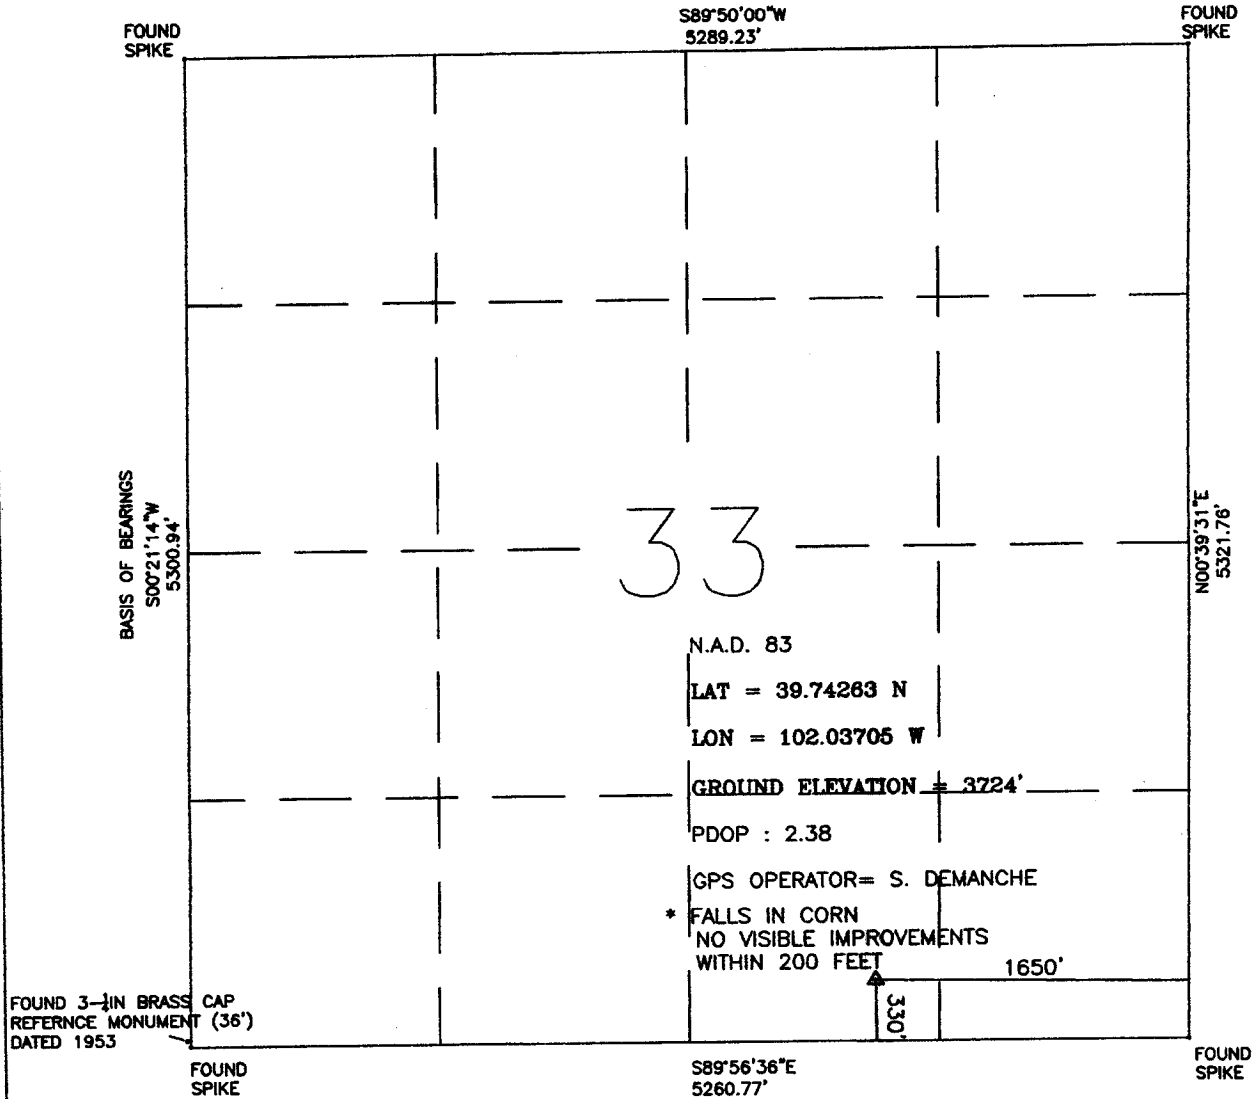 S89°50'00"W
5289.23'
FOUND
SPIKE
FOUND
SPIKE
BASIS OF BEARINGS
S00°21'14"W
5300.94'
33
N00°39'31"E
5321.76'
N.A.D. 83
LAT = 39.74263 N
LON = 102.03705 W
GROUND ELEVATION = 3724'
PDOP : 2.38
GPS OPERATOR= S. DEMANCHE
* FALLS IN CORN
NO VISIBLE IMPROVEMENTS
WITHIN 200 FEET
1650'
330'
FOUND 3-¼IN BRASS CAP
REFERNCE MONUMENT (36')
DATED 1953
FOUND
SPIKE
S89°56'36"E
5260.77'
FOUND
SPIKE